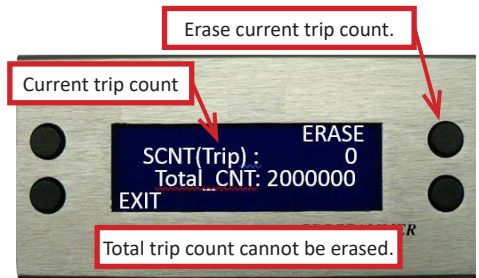 Erase current trip count.
Current trip count
ERASE
SCNT(Trip) : 0
Total_CNT: 2000000
EXIT
Total trip count cannot be erased.